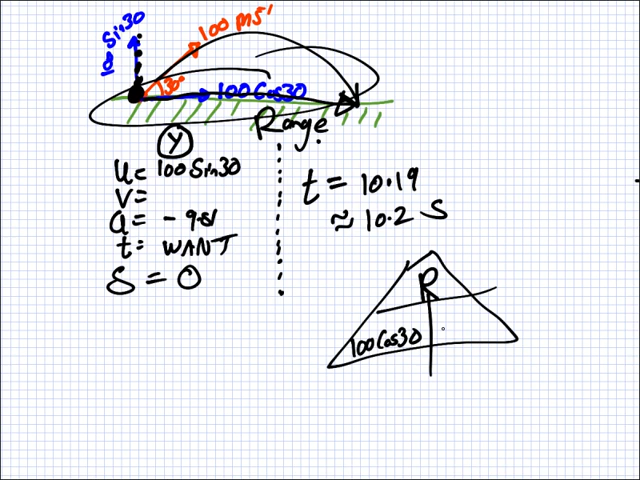 100 Sin30
100 ms⁻¹
30°
100 Cos30
Range
Y
U= 100 Sin30
V=
a= -9.81
t= WANT
S = 0
t = 10.19
≈ 10.2 S
R
100 Cos30